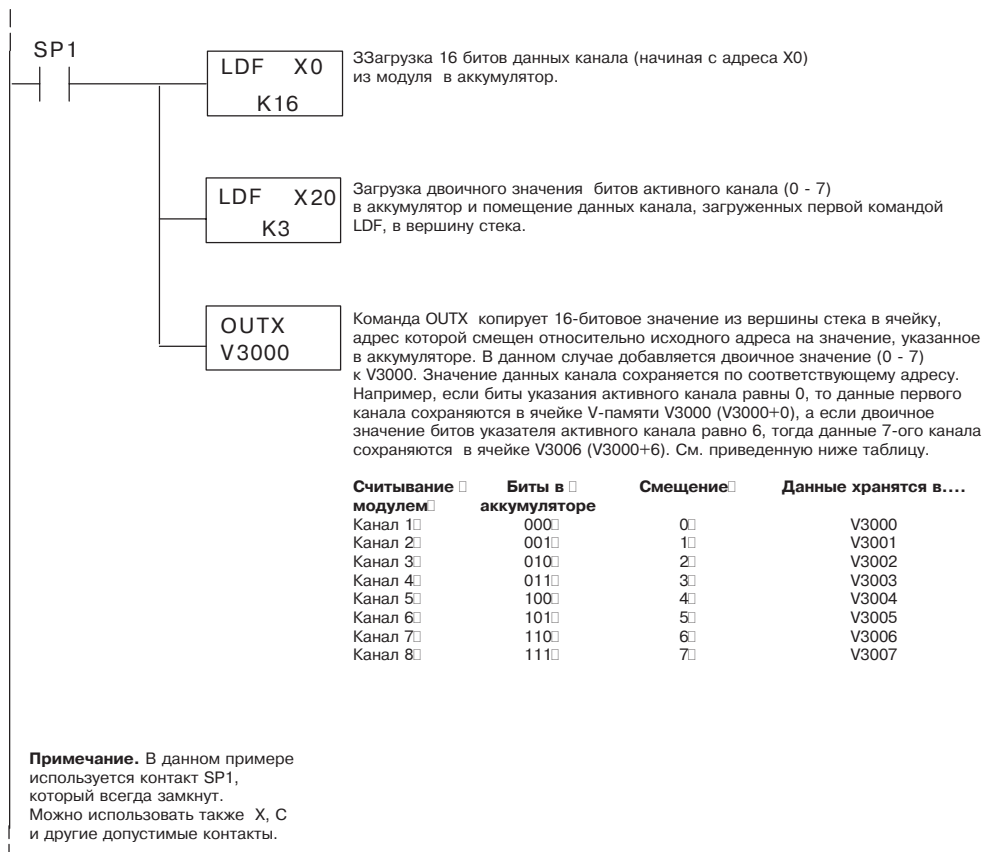 SP1
LDF X0
K16
ЗЗагрузка 16 битов данных канала (начиная с адреса X0)
из модуля в аккумулятор.
LDF X20
K3
Загрузка двоичного значения битов активного канала (0 - 7)
в аккумулятор и помещение данных канала, загруженных первой командой
LDF, в вершину стека.
OUTX
V3000
Команда OUTX копирует 16-битовое значение из вершины стека в ячейку,
адрес которой смещен относительно исходного адреса на значение, указанное
в аккумуляторе. В данном случае добавляется двоичное значение (0 - 7)
к V3000. Значение данных канала сохраняется по соответствующему адресу.
Например, если биты указания активного канала равны 0, то данные первого
канала сохраняются в ячейке V-памяти V3000 (V3000+0), а если двоичное
значение битов указателя активного канала равно 6, тогда данные 7-ого канала
сохраняются в ячейке V3006 (V3000+6). См. приведенную ниже таблицу.
Считывание Биты в Смещение Данные хранятся в....
модулем аккумуляторе
Канал 1 000 0 V3000
Канал 2 001 1 V3001
Канал 3 010 2 V3002
Канал 4 011 3 V3003
Канал 5 100 4 V3004
Канал 6 101 5 V3005
Канал 7 110 6 V3006
Канал 8 111 7 V3007
Примечание. В данном примере
используется контакт SP1,
который всегда замкнут.
Можно использовать также X, C
и другие допустимые контакты.